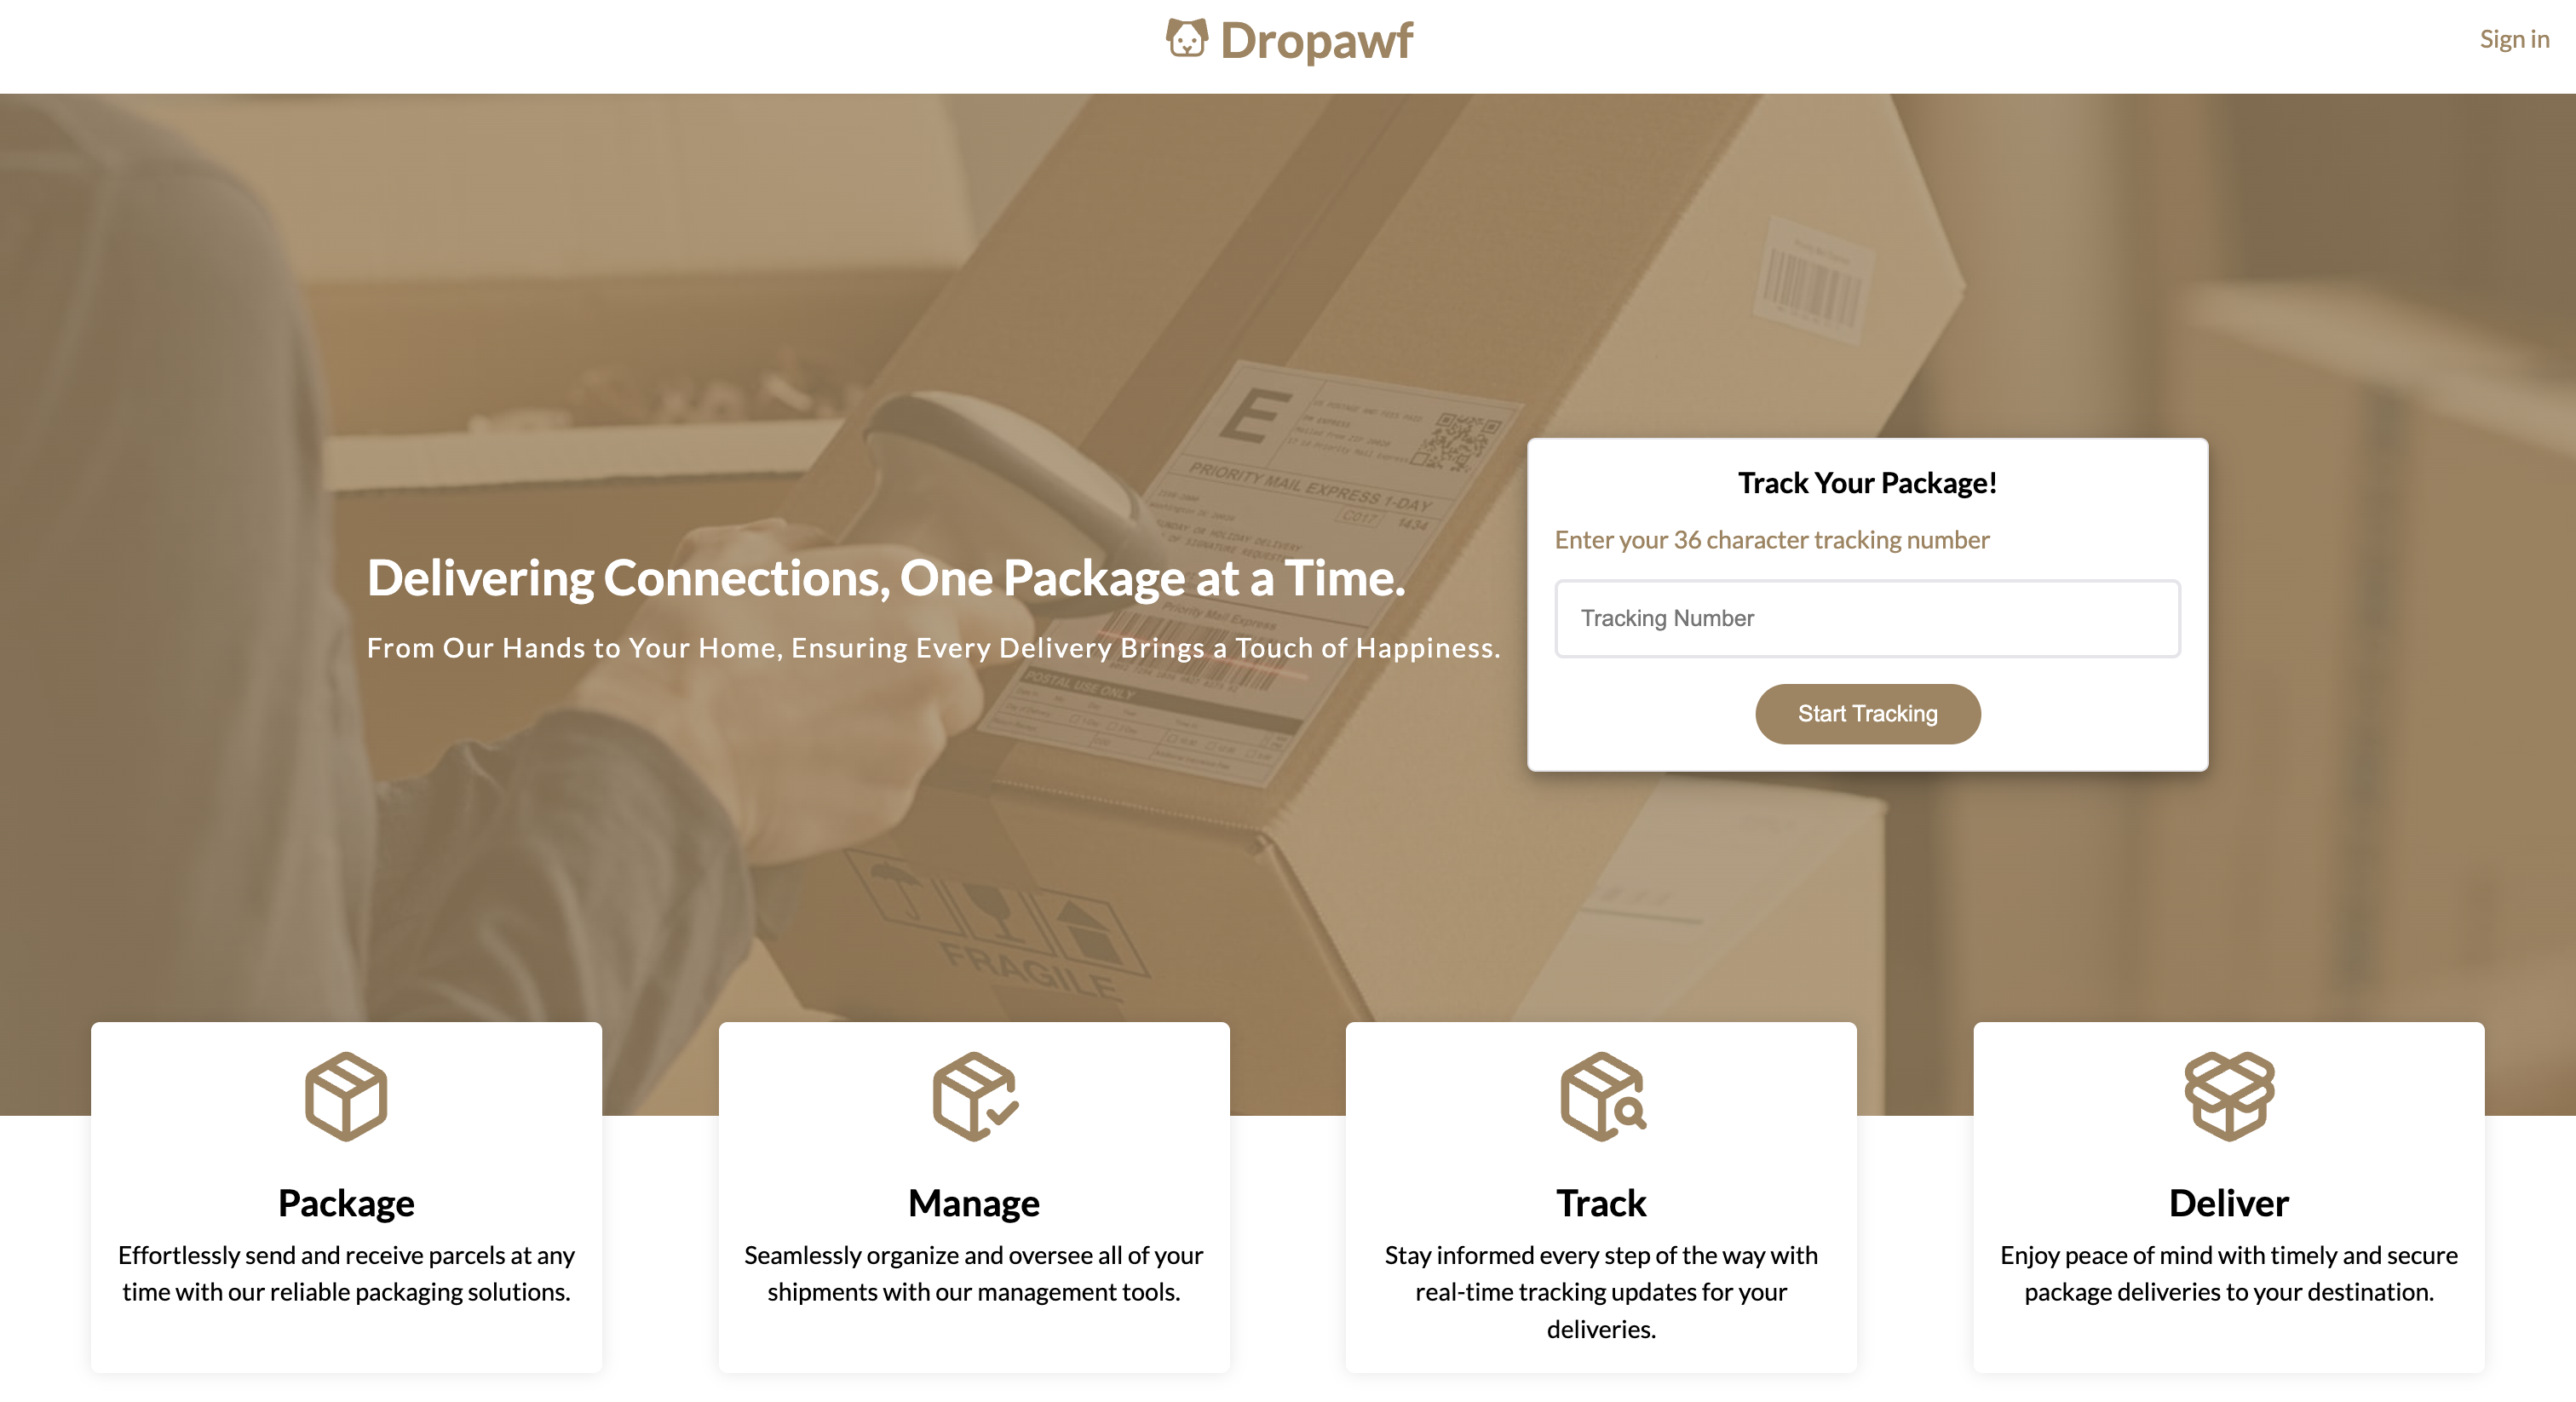 Dropawf
Sign in
E
PRIORITY MAIL EXPRESS 1-DAY
C017
1434
Track Your Package!
Enter your 36 character tracking number
Tracking Number
Start Tracking
Delivering Connections, One Package at a Time.
From Our Hands to Your Home, Ensuring Every Delivery Brings a Touch of Happiness.
Priority Mail Express
POSTAL USE ONLY
FRAGILE
Package
Effortlessly send and receive parcels at any
time with our reliable packaging solutions.
Manage
Seamlessly organize and oversee all of your
shipments with our management tools.
Track
Stay informed every step of the way with
real-time tracking updates for your
deliveries.
Deliver
Enjoy peace of mind with timely and secure
package deliveries to your destination.